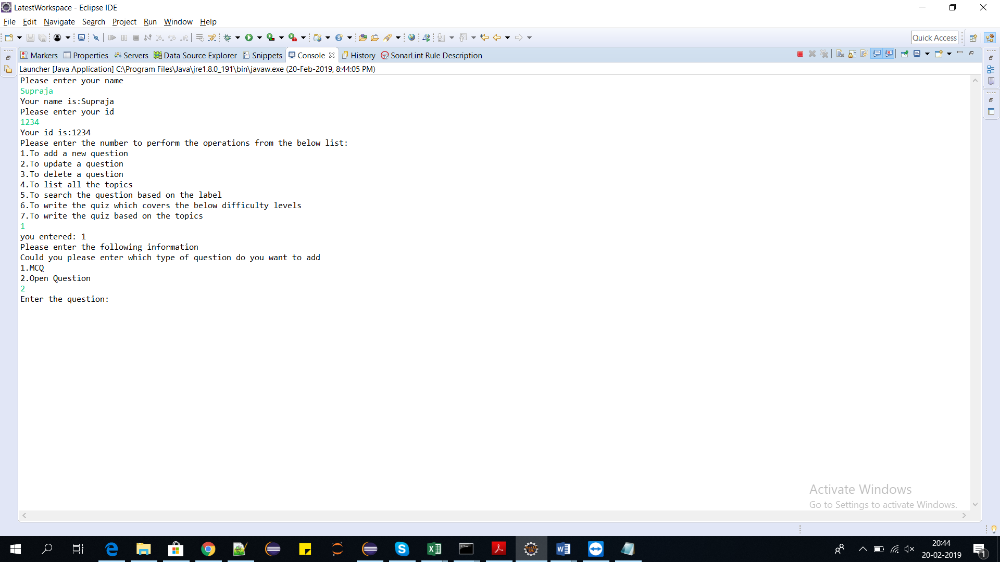 LatestWorkspace - Eclipse IDE
File Edit Navigate Search Project Run Window Help
Quick Access
Markers Properties Servers Data Source Explorer Snippets Console History SonarLint Rule Description
Launcher [Java Application] C:\Program Files\Java\jre1.8.0_191\bin\javaw.exe (20-Feb-2019, 8:44:05 PM)
Please enter your name
Supraja
Your name is:Supraja
Please enter your id
1234
Your id is:1234
Please enter the number to perform the operations from the below list:
1.To add a new question
2.To update a question
3.To delete a question
4.To list all the topics
5.To search the question based on the label
6.To write the quiz which covers the below difficulty levels
7.To write the quiz based on the topics
1
you entered: 1
Please enter the following information
Could you please enter which type of question do you want to add
1.MCQ
2.Open Question
2
Enter the question:
Activate Windows
Go to Settings to activate Windows.
20:44
20-02-2019
1